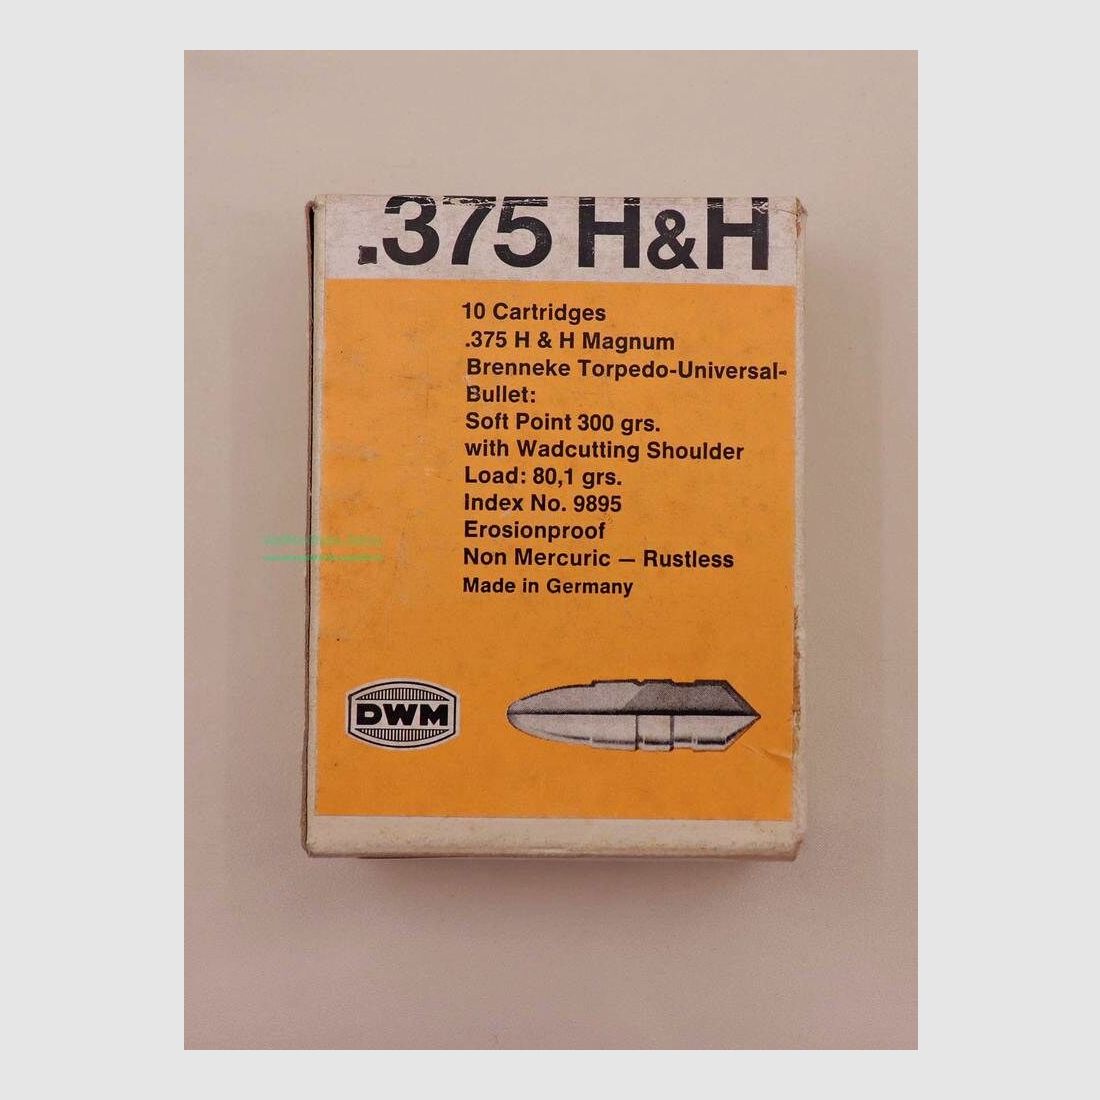 .375 H&H
10 Cartridges
.375 H & H Magnum
Brenneke Torpedo-Universal-
Bullet:
Soft Point 300 grs.
with Wadcutting Shoulder
Load: 80,1 grs.
Index No. 9895
Erosionproof
Non Mercuric — Rustless
Made in Germany
DWM